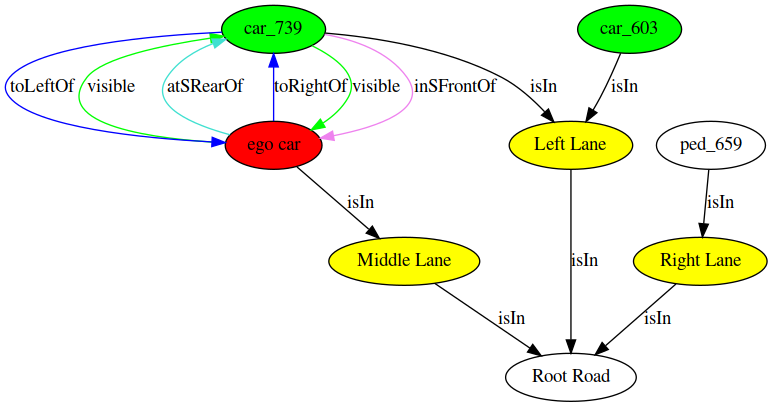 car_739 car_603
toLeftOf visible atSRearOf toRightOf visible inSFrontOf isIn isIn
ego car Left Lane ped_659
isIn isIn
Middle Lane isIn Right Lane
isIn isIn
Root Road